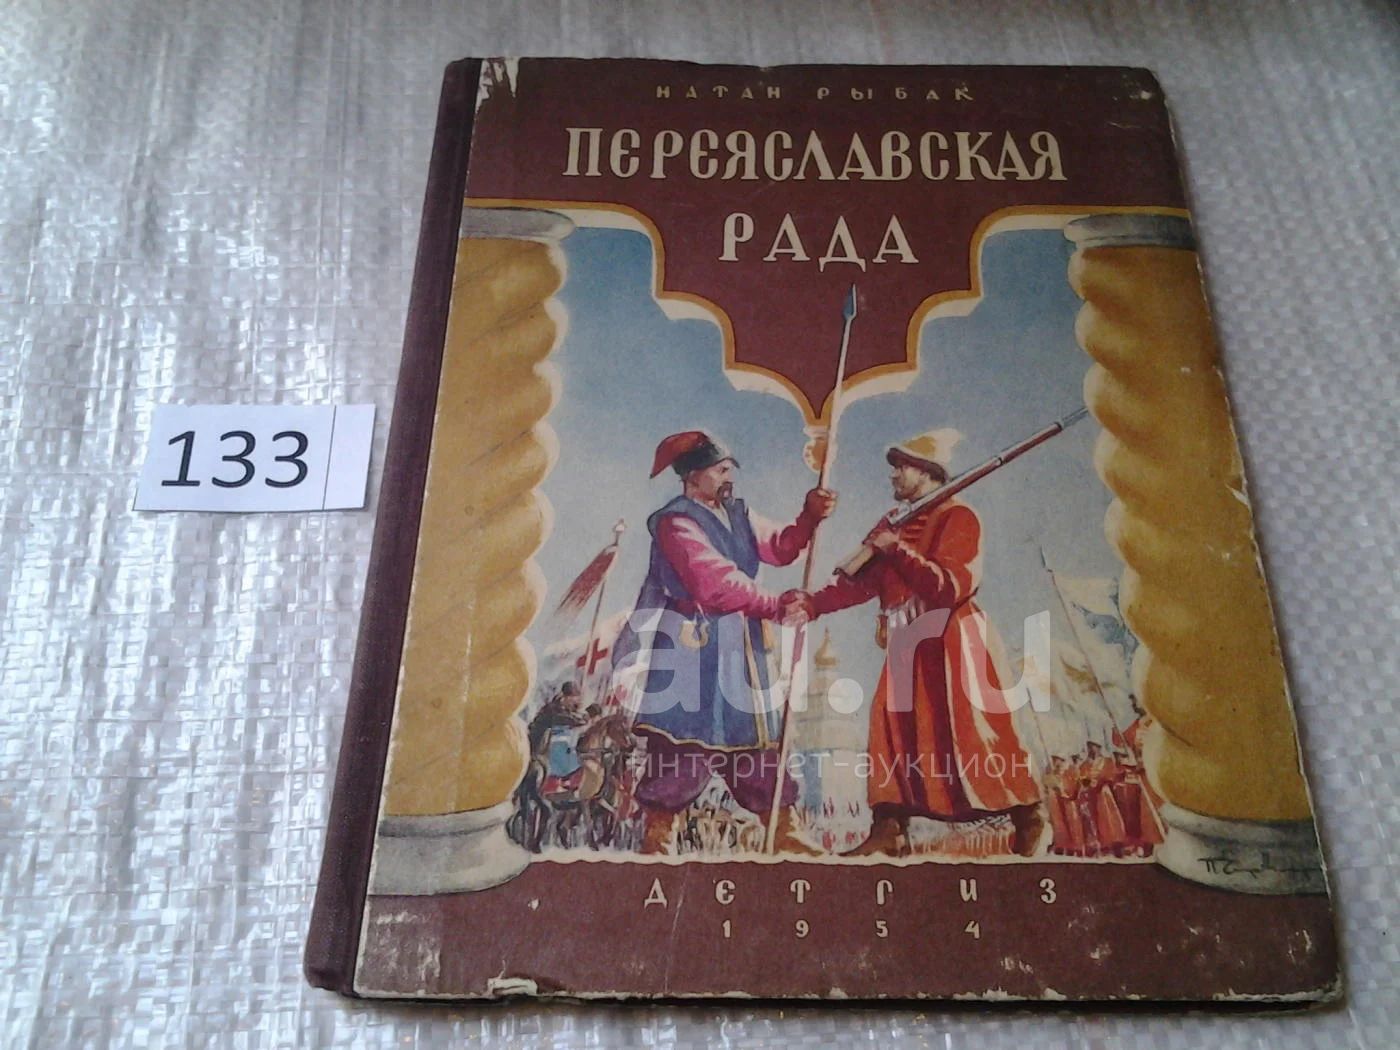 НАТАН РЫБАК
ПЕРЕЯСЛАВСКАЯ
РАДА
133
au.ru
интернет-аукцион
ДЕТГИЗ
1954